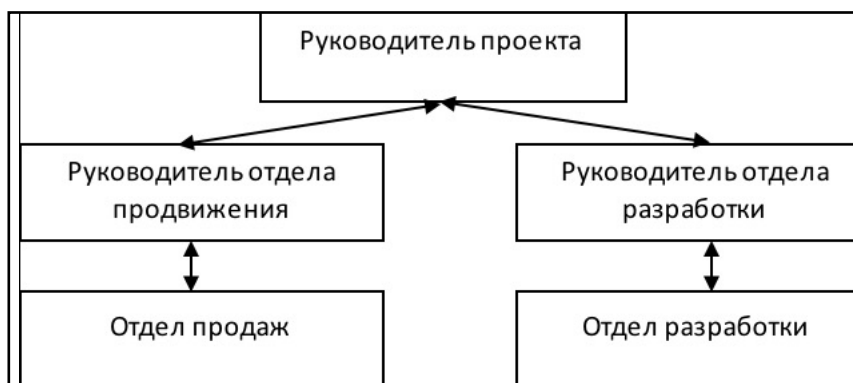 Руководитель проекта
Руководитель отдела
продвижения
Руководитель отдела
разработки
Отдел продаж
Отдел разработки